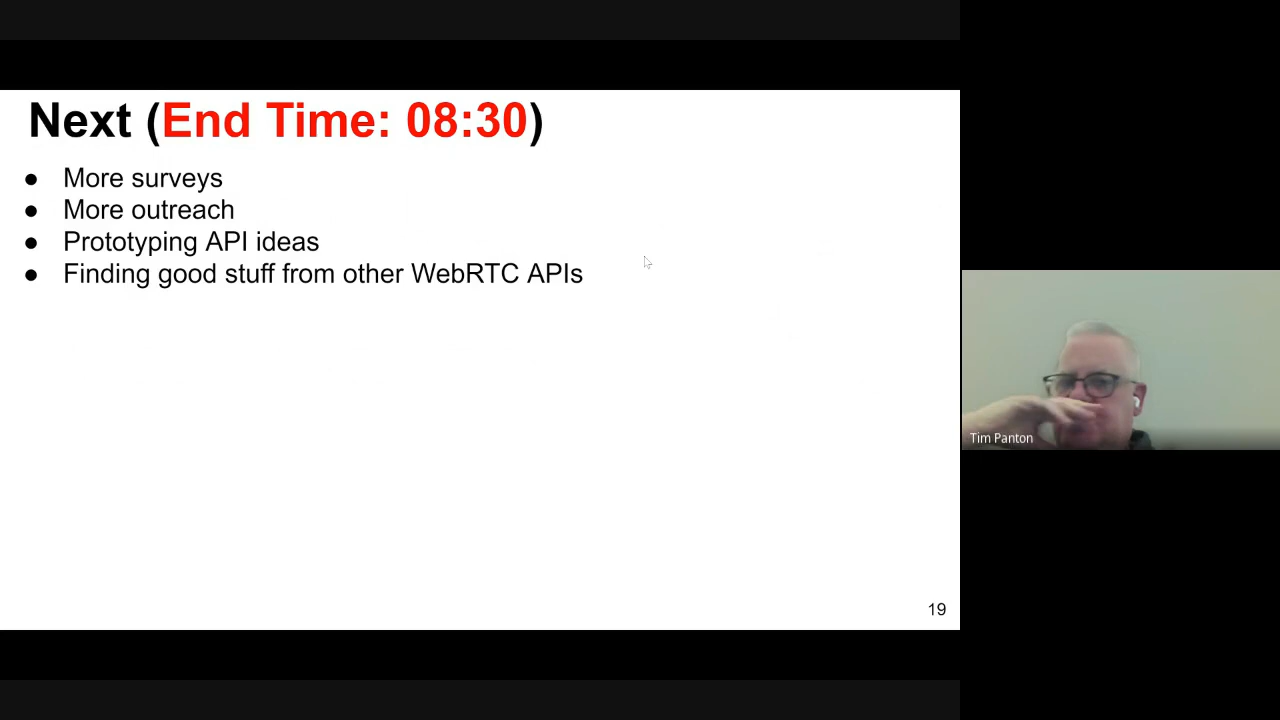 Next (End Time: 08:30)
● More surveys
● More outreach
● Prototyping API ideas
● Finding good stuff from other WebRTC APIs
19
Tim Panton